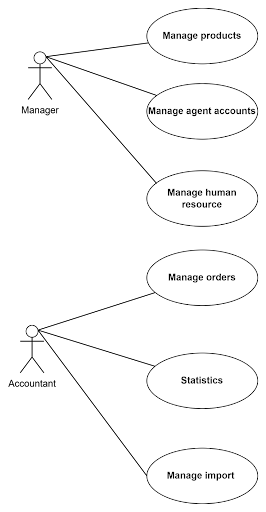 Manage products
Manager
Manage agent accounts
Manage human
resource
Manage orders
Accountant
Statistics
Manage import